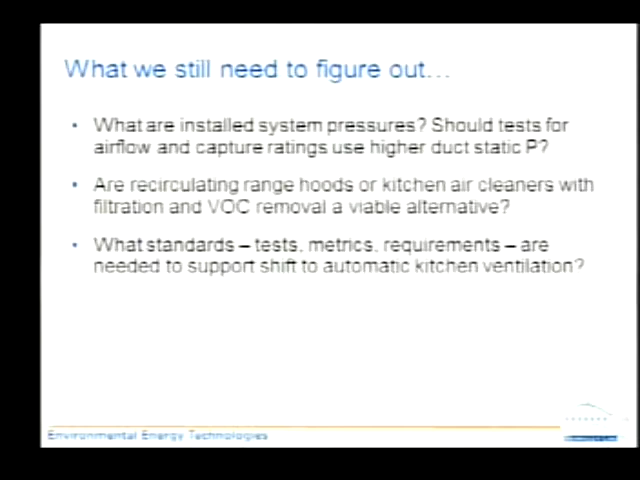 What we still need to figure out...
• What are installed system pressures? Should tests for
airflow and capture ratings use higher duct static P?
• Are recirculating range hoods or kitchen air cleaners with
filtration and VOC removal a viable alternative?
• What standards – tests, metrics, requirements – are
needed to support shift to automatic kitchen ventilation?
Environmental Energy Technologies